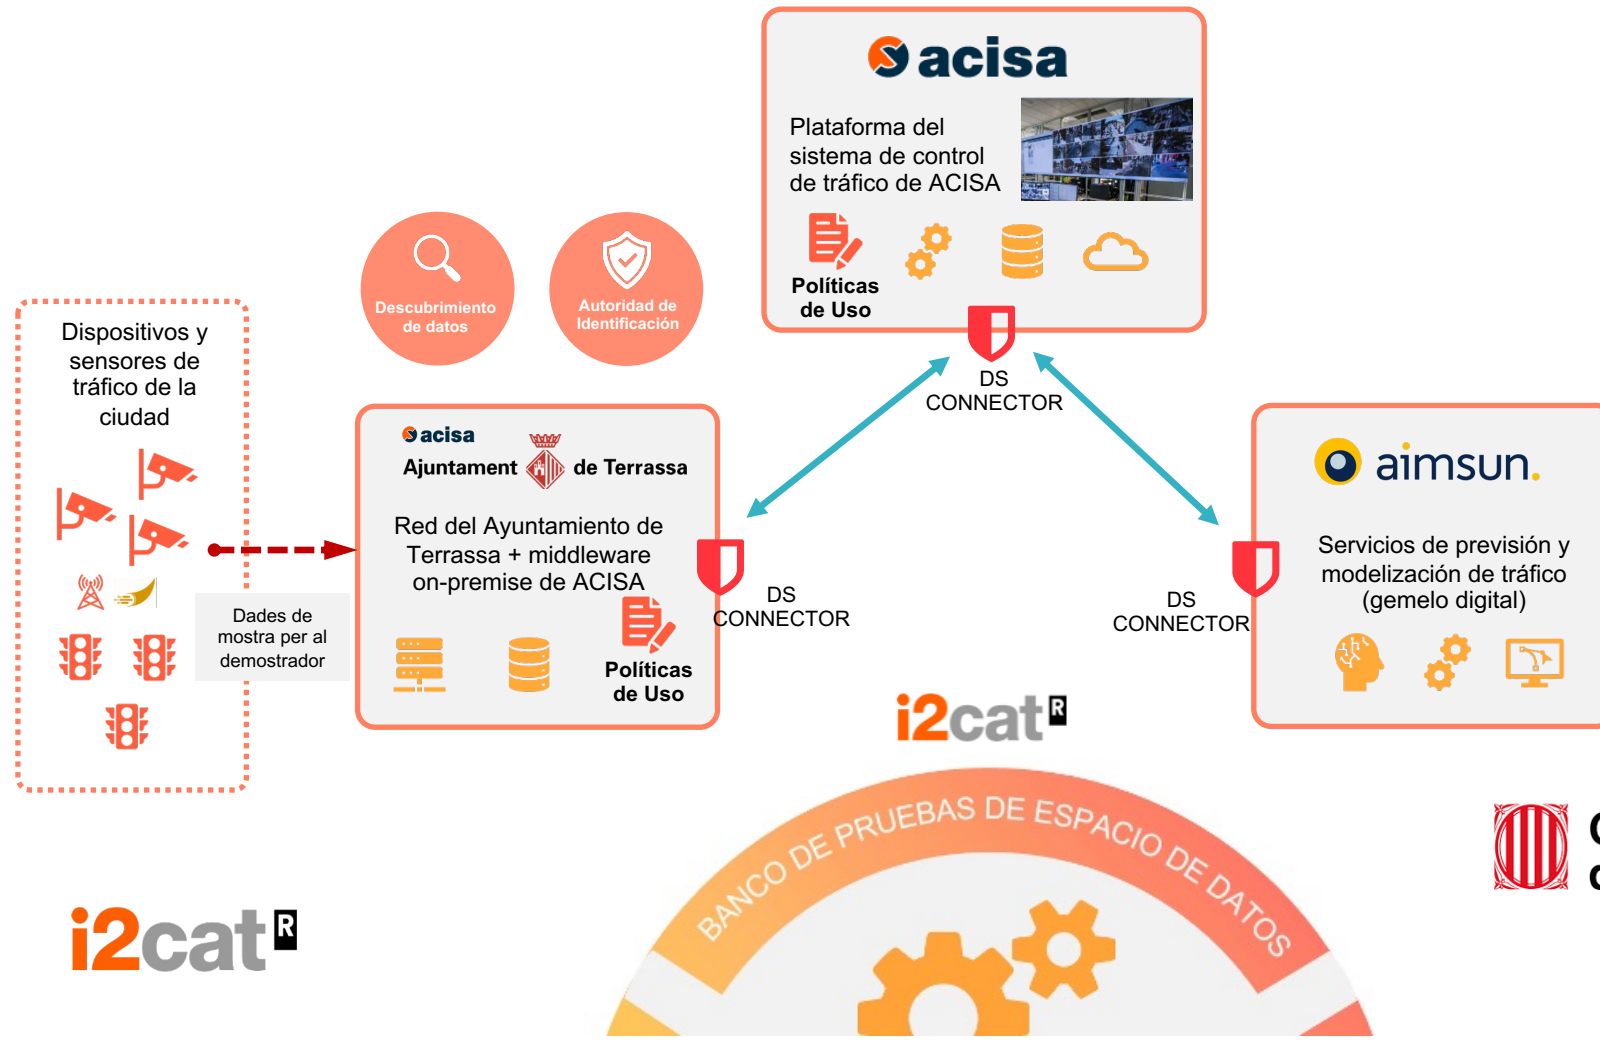 acisa
Plataforma del
sistema de control
de tráfico de ACISA
Políticas
de Uso
DS
CONNECTOR
Descubrimiento
de datos
Autoridad de
Identificación
Dispositivos y
sensores de
tráfico de la
ciudad
Dades de
mostra per al
demostrador
acisa
Ajuntament de Terrassa
Red del Ayuntamiento de
Terrassa + middleware
on-premise de ACISA
Políticas
de Uso
DS
CONNECTOR
DS
CONNECTOR
aimsun.
Servicios de previsión y
modelización de tráfico
(gemelo digital)
i2cat R
BANCO DE PRUEBAS DE ESPACIO DE DATOS
i2cat R